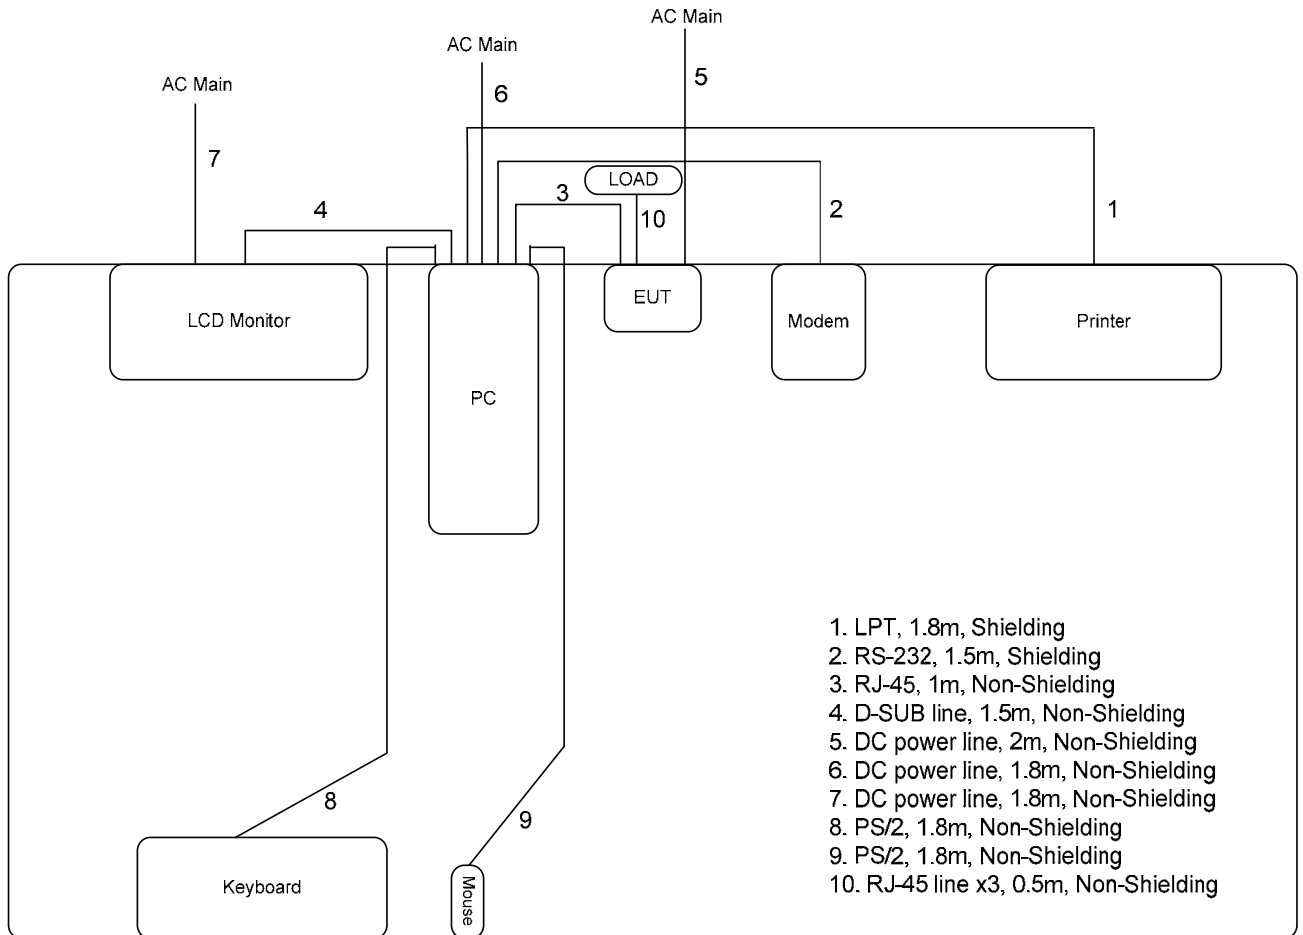 AC Main
AC Main
AC Main
5
6
7
LOAD
3
4
10
2
1
EUT
LCD Monitor
Modem
Printer
PC
1. LPT, 1.8m, Shielding
2. RS-232, 1.5m, Shielding
3. RJ-45, 1m, Non-Shielding
4. D-SUB line, 1.5m, Non-Shielding
5. DC power line, 2m, Non-Shielding
6. DC power line, 1.8m, Non-Shielding
7. DC power line, 1.8m, Non-Shielding
8. PS/2, 1.8m, Non-Shielding
9. PS/2, 1.8m, Non-Shielding
10. RJ-45 line x3, 0.5m, Non-Shielding
8
9
Keyboard
Mouse